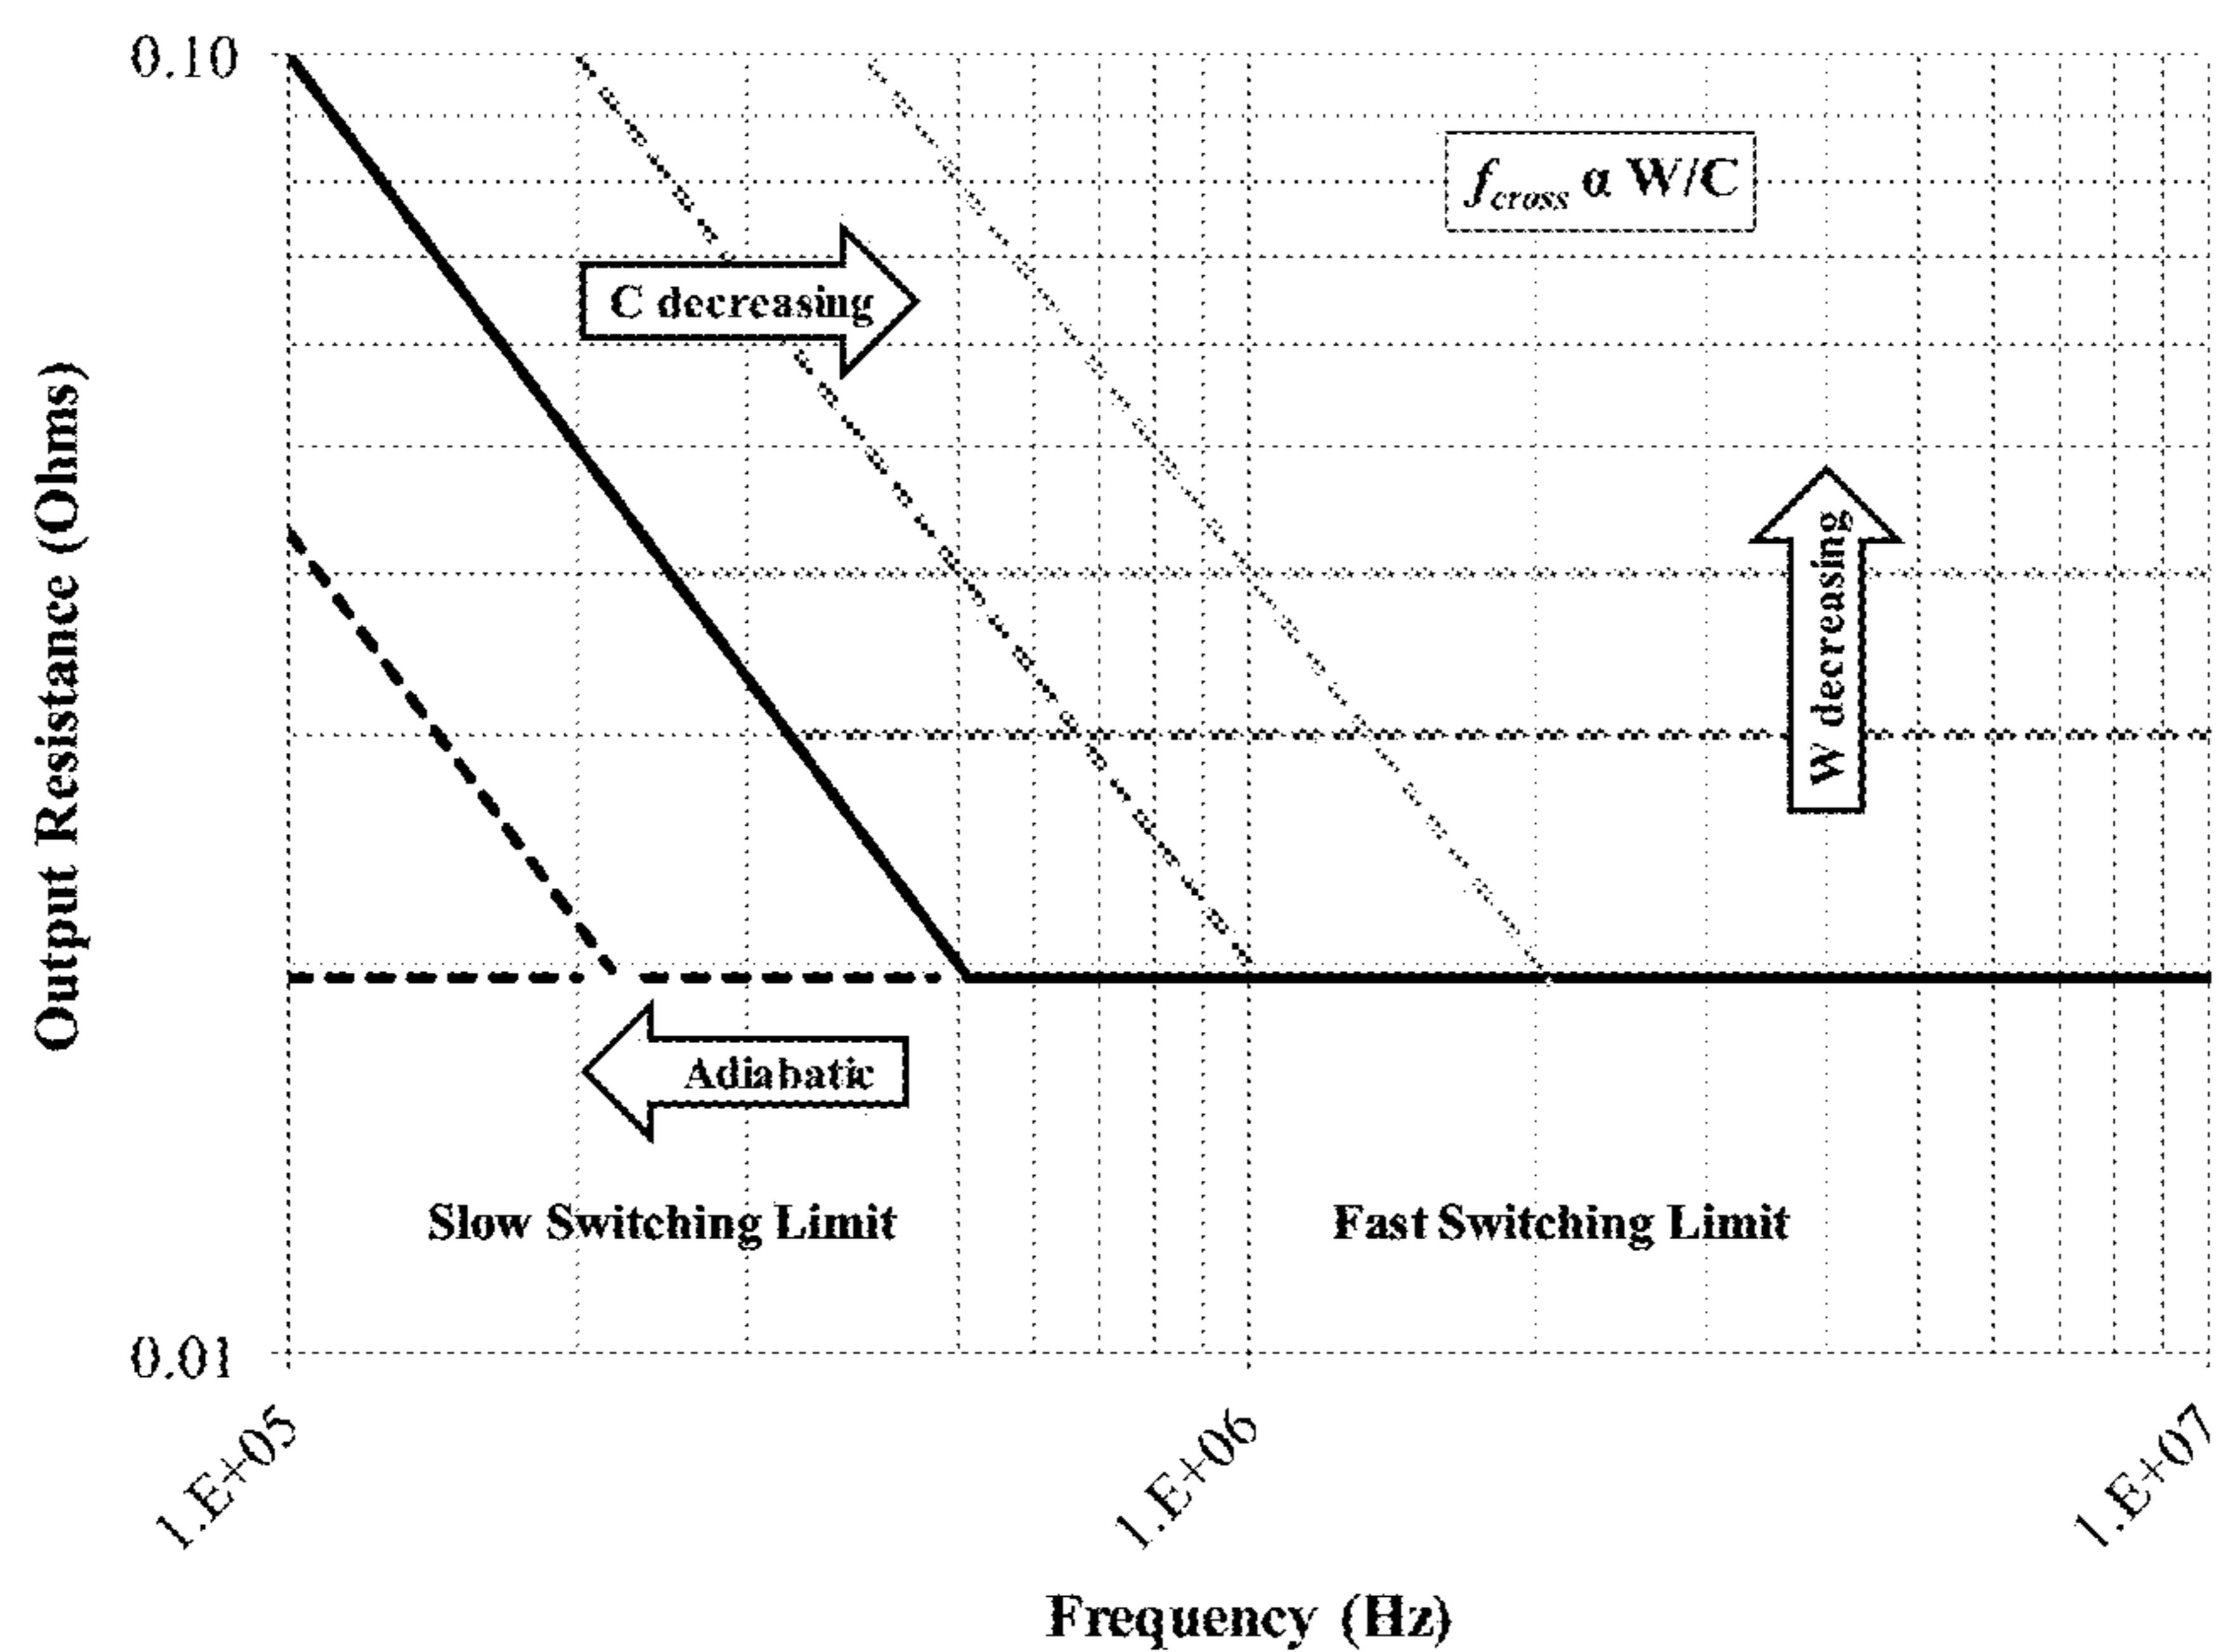 0.10
f_cross α W/C
C decreasing
W decreasing
Output Resistance (Ohms)
Adiabatic
Slow Switching Limit
Fast Switching Limit
0.01
1.E+05
1.E+06
1.E+07
Frequency (Hz)